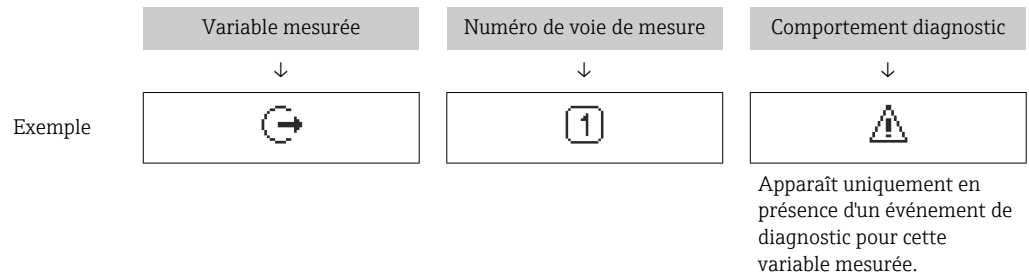 Variable mesurée
Numéro de voie de mesure
Comportement diagnostic
↓
↓
↓
Exemple
1
Apparaît uniquement en
présence d'un événement de
diagnostic pour cette
variable mesurée.